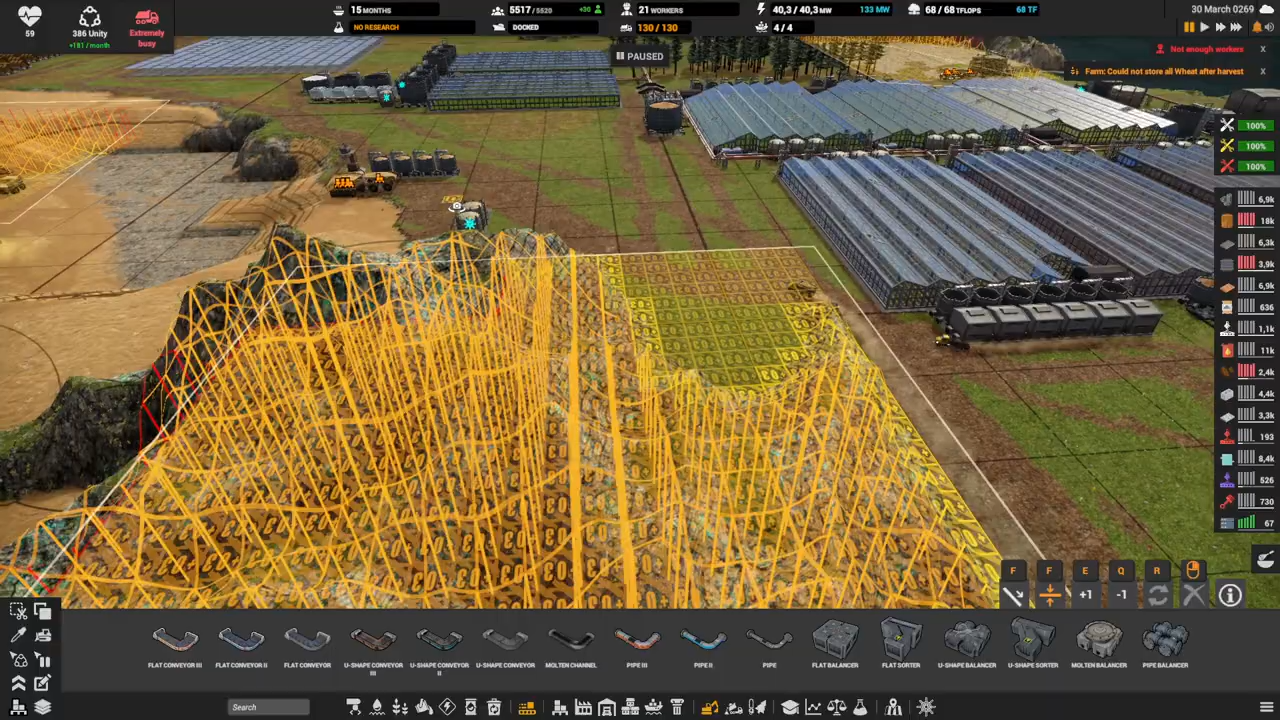 59
386 Unity
+181 / month
Extremely busy
15 MONTHS
NO RESEARCH
5517 / 5520
+30
DOCKED
21 WORKERS
130 / 130
40,3 / 40,3 MW
133 MW
4 / 4
68 / 68 TFLOPS
68 TF
30 March 0269
PAUSED
Not enough workers
X
Farm: Could not store all Wheat after harvest
X
100%
100%
100%
6,9k
18k
6,3k
3,9k
6,9k
636
1,1k
11k
2,4k
4,4k
3,3k
193
8,4k
526
730
67
F
F
E
Q
R
+1
-1
FLAT CONVEYOR III
FLAT CONVEYOR II
FLAT CONVEYOR
U-SHAPE CONVEYOR III
U-SHAPE CONVEYOR II
U-SHAPE CONVEYOR
MOLTEN CHANNEL
PIPE III
PIPE II
PIPE
FLAT BALANCER
FLAT SORTER
U-SHAPE BALANCER
U-SHAPE SORTER
MOLTEN BALANCER
PIPE BALANCER
Search